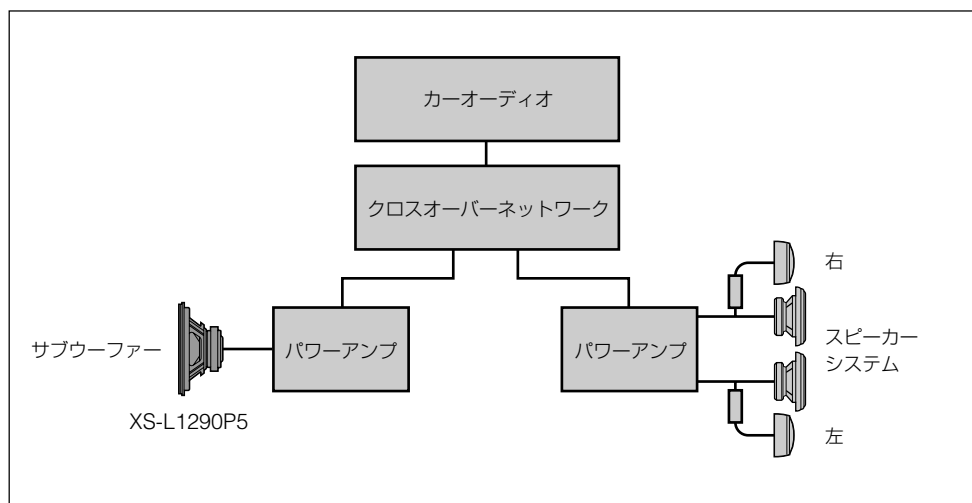 カーオーディオ
クロスオーバーネットワーク
サブウーファー
XS-L1290P5
パワーアンプ
パワーアンプ
右
スピーカー
システム
左